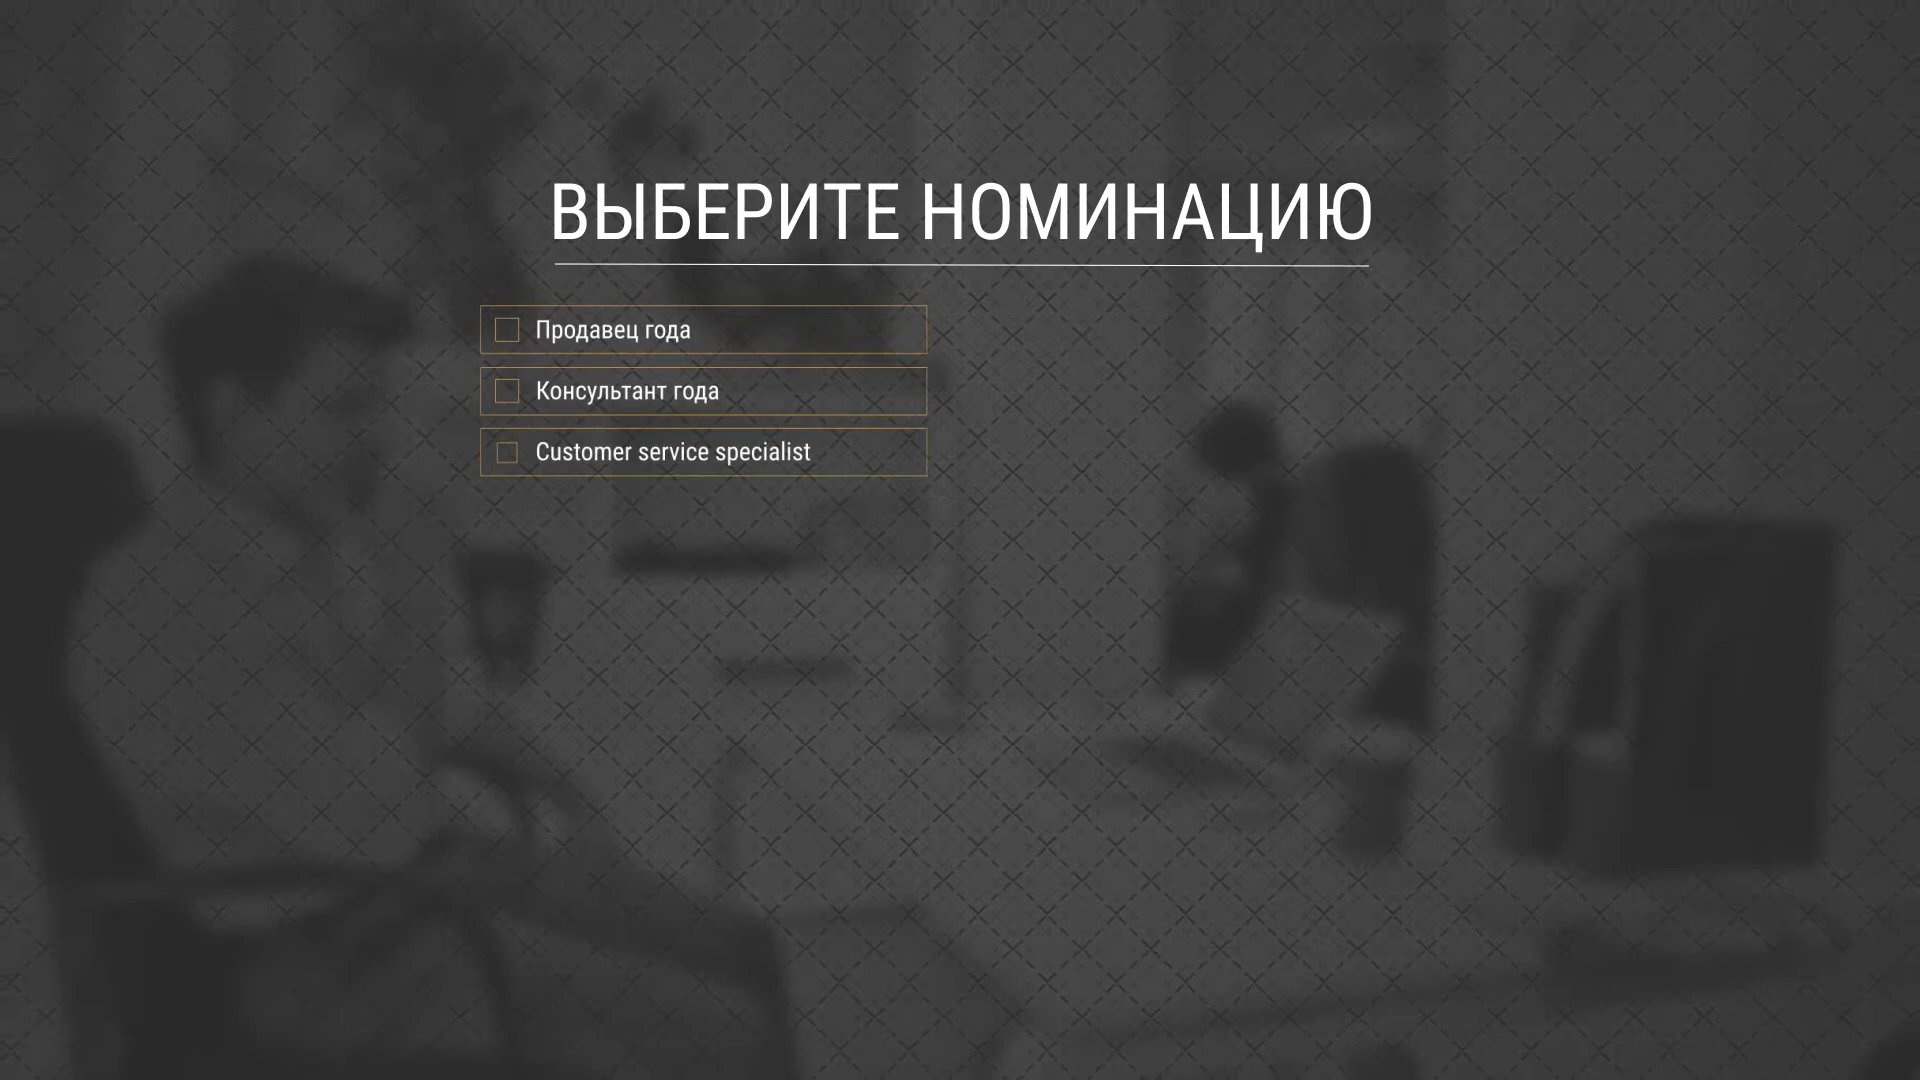 ВЫБЕРИТЕ НОМИНАЦИЮ
Продавец года
Консультант года
Customer service specialist